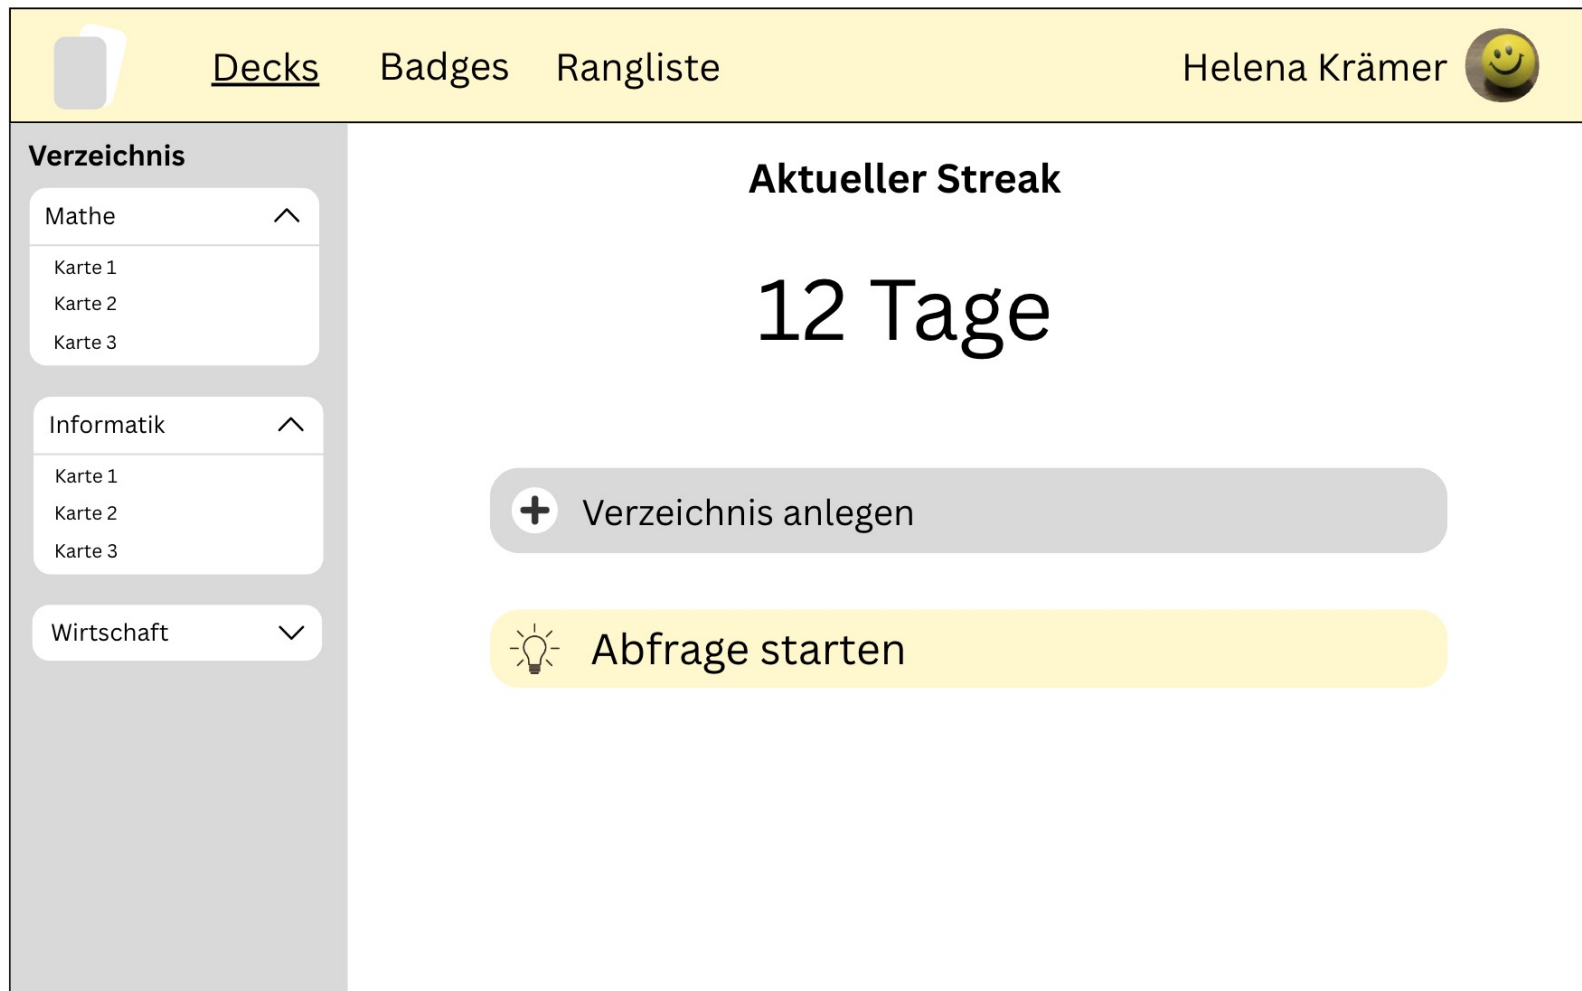 Decks Badges Rangliste Helena Krämer
Verzeichnis
Mathe
Karte 1
Karte 2
Karte 3
Informatik
Karte 1
Karte 2
Karte 3
Wirtschaft
Aktueller Streak
12 Tage
Verzeichnis anlegen
Abfrage starten